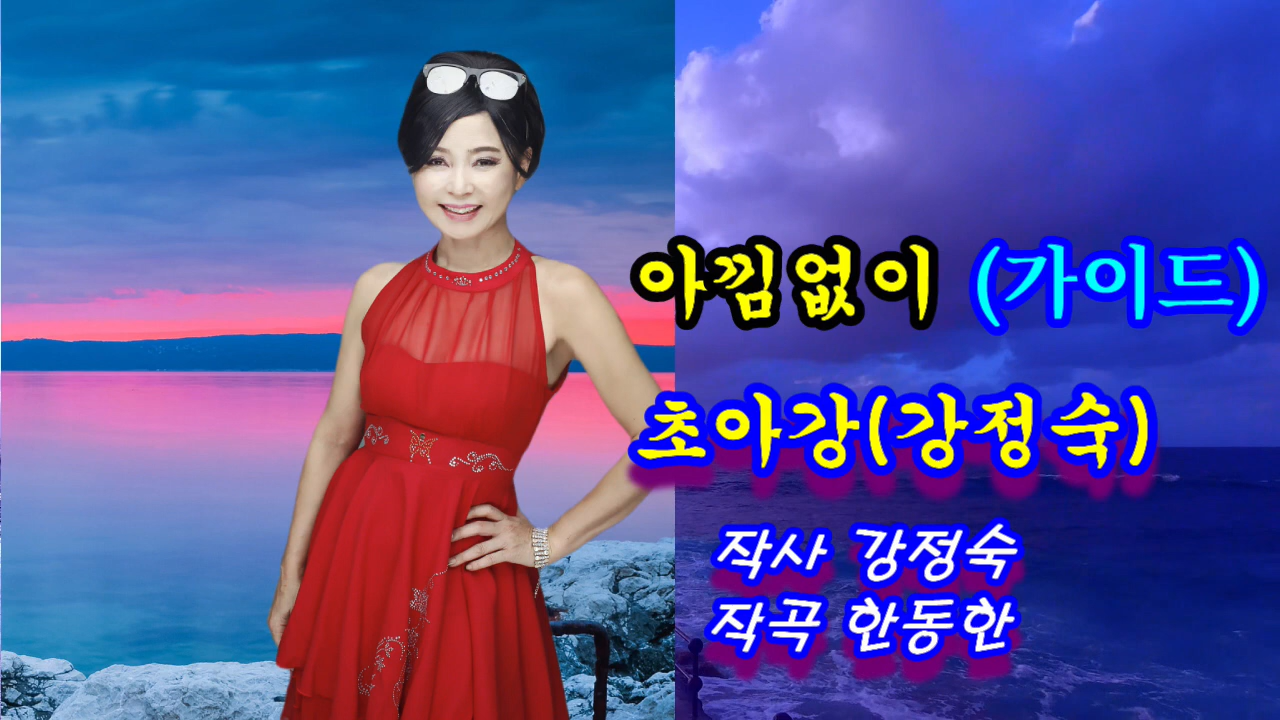 아낌없이 (가이드)
초아강(강정숙)
작사 강정숙
작곡 한동한